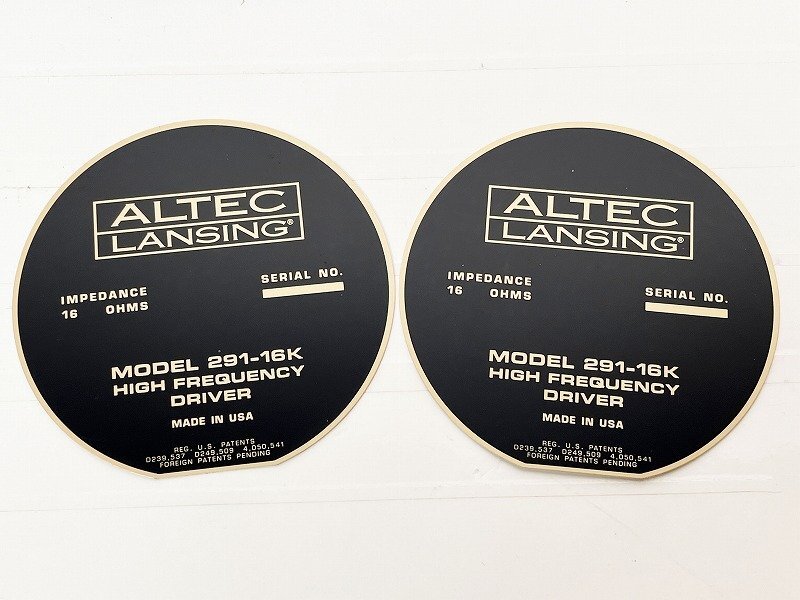 ALTEC
LANSING®
IMPEDANCE
16 OHMS
SERIAL NO.
MODEL 291-16K
HIGH FREQUENCY
DRIVER
MADE IN USA
REG. U.S. PATENTS
D239,537 D249,509 4,050,541
FOREIGN PATENTS PENDING
ALTEC
LANSING®
IMPEDANCE
16 OHMS
SERIAL NO.
MODEL 291-16K
HIGH FREQUENCY
DRIVER
MADE IN USA
REG. U.S. PATENTS
D239,537 D249,509 4,050,541
FOREIGN PATENTS PENDING